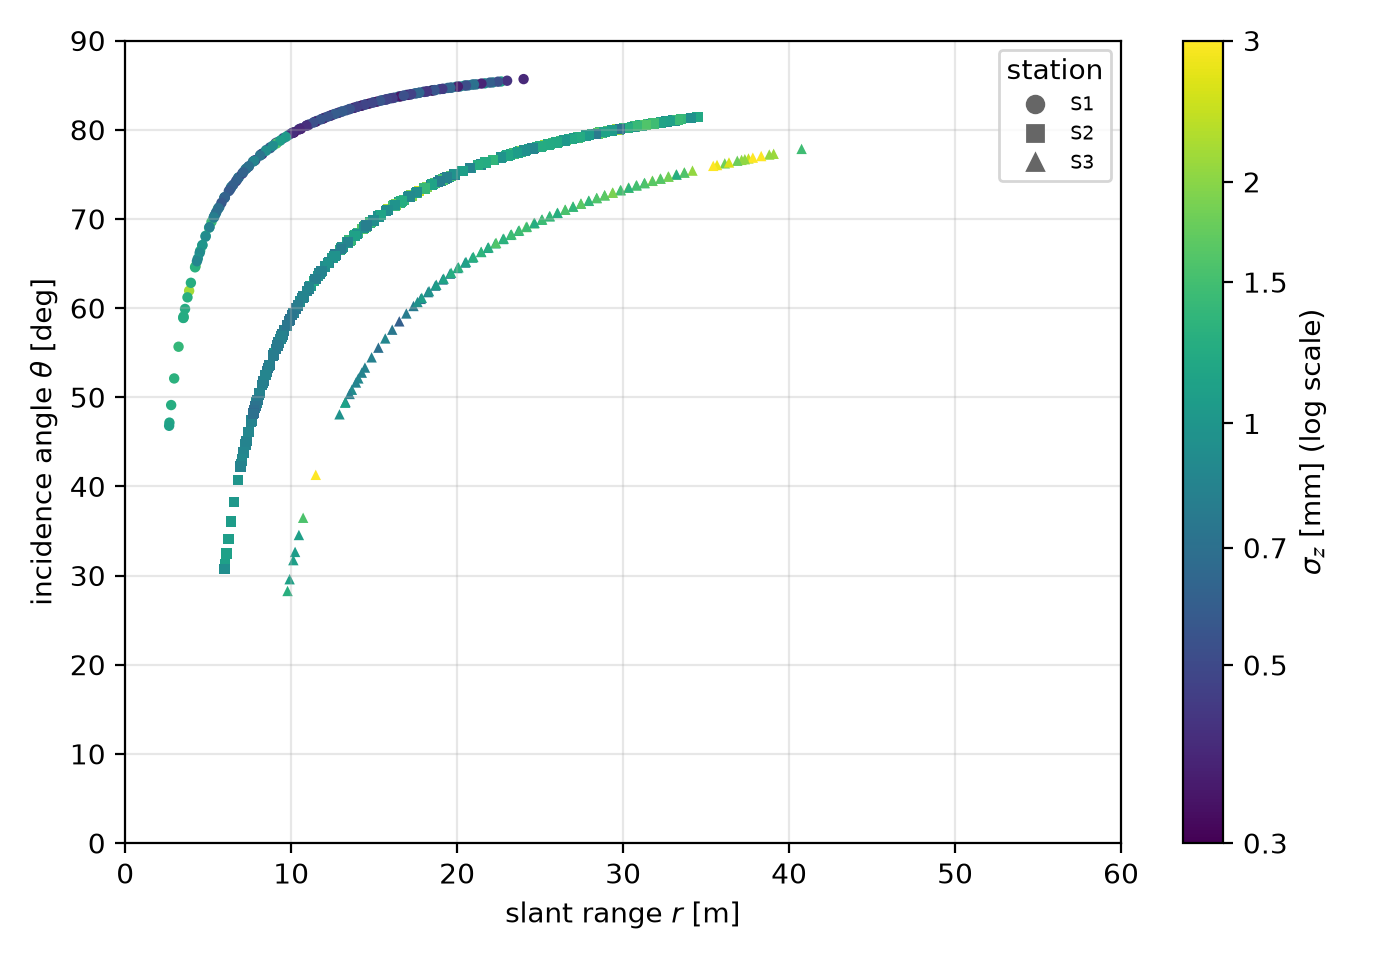 90
80
70
60
50
40
30
20
10
0
incidence angle θ [deg]
0 10 20 30 40 50 60
slant range r [m]
station
S1
S2
S3
3
2
1.5
1
0.7
0.5
0.3
σz [mm] (log scale)